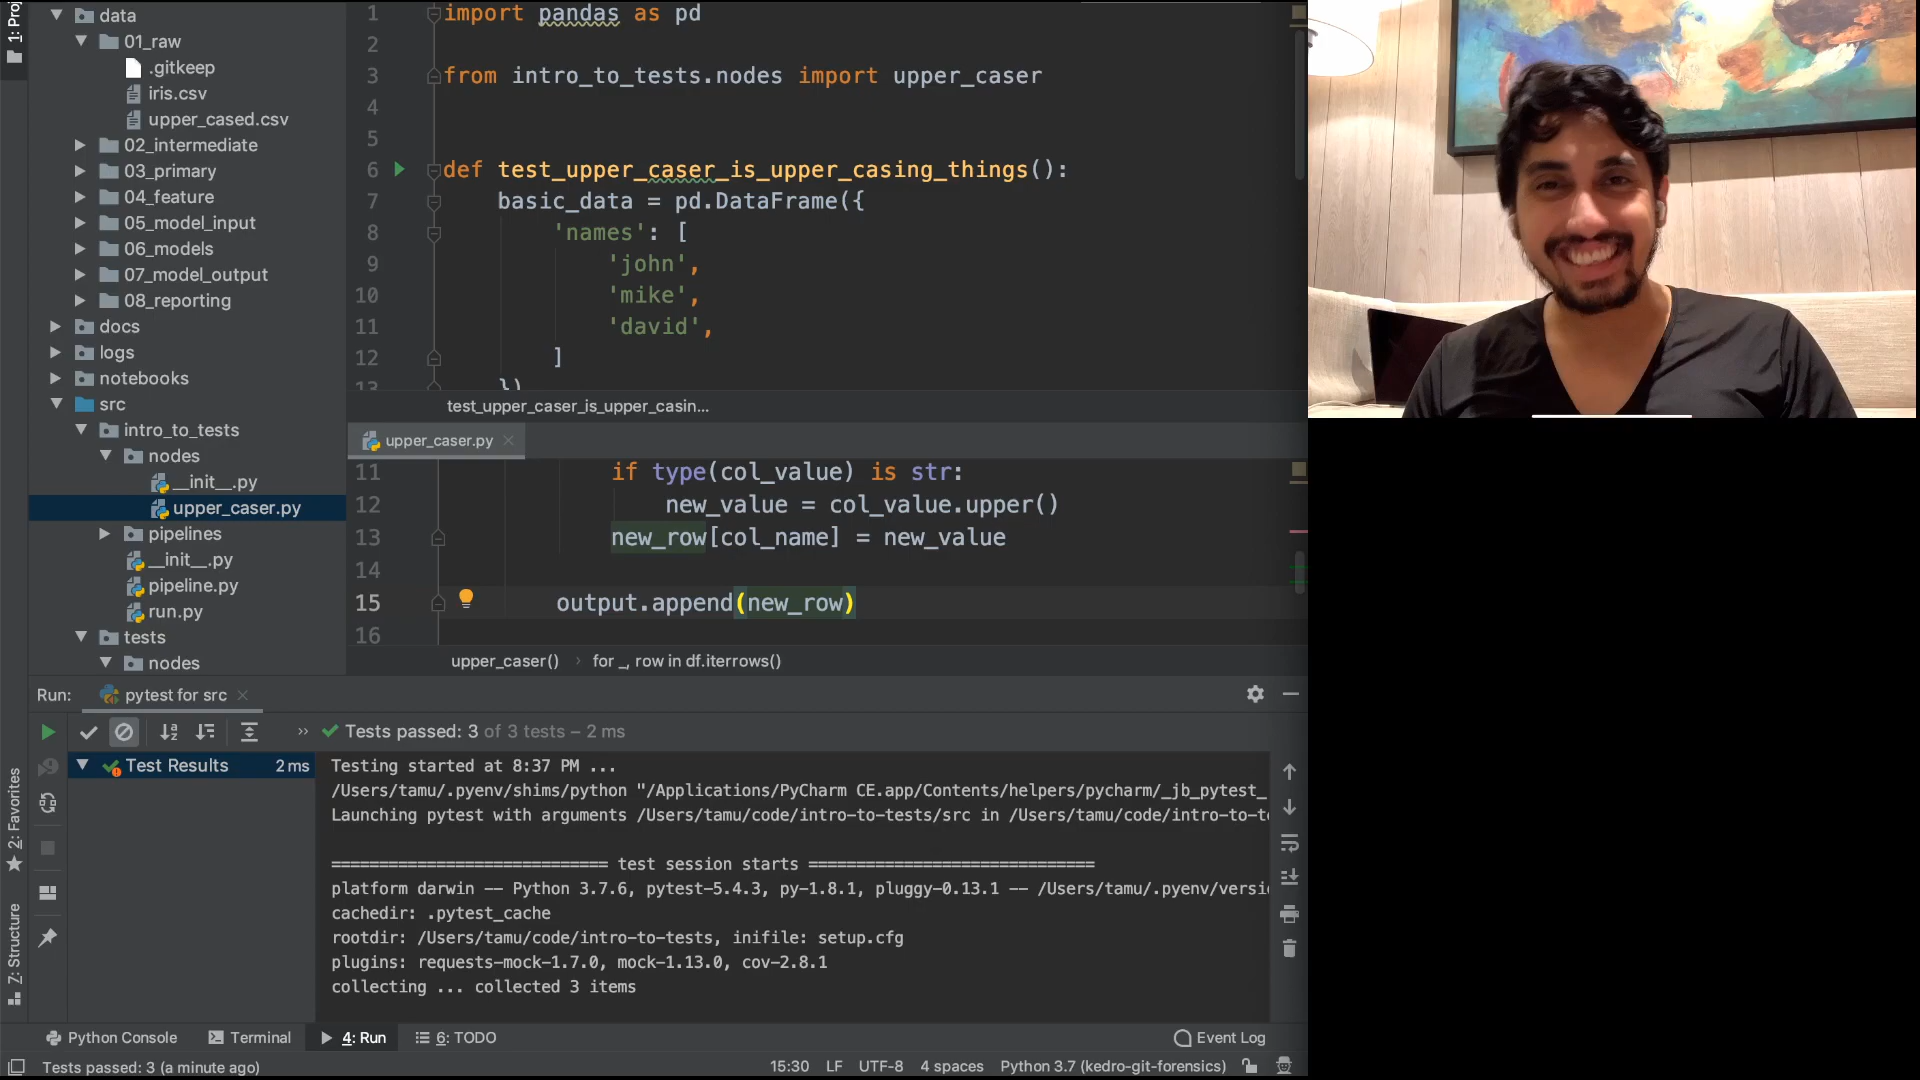 1: Proj
data
01_raw
.gitkeep
iris.csv
upper_cased.csv
02_intermediate
03_primary
04_feature
05_model_input
06_models
07_model_output
08_reporting
docs
logs
notebooks
src
intro_to_tests
nodes
__init__.py
upper_caser.py
pipelines
__init__.py
pipeline.py
run.py
tests
nodes
1 import pandas as pd
2
3 from intro_to_tests.nodes import upper_caser
4
5
6 def test_upper_caser_is_upper_casing_things():
7 basic_data = pd.DataFrame({
8 'names': [
9 'john',
10 'mike',
11 'david',
12 ]
13 })
test_upper_caser_is_upper_casin...
upper_caser.py
11 if type(col_value) is str:
12 new_value = col_value.upper()
13 new_row[col_name] = new_value
14
15 output.append(new_row)
16
upper_caser() › for _, row in df.iterrows()
Run: pytest for src
» Tests passed: 3 of 3 tests – 2 ms
Test Results 2 ms
Testing started at 8:37 PM ...
/Users/tamu/.pyenv/shims/python "/Applications/PyCharm CE.app/Contents/helpers/pycharm/_jb_pytest_
Launching pytest with arguments /Users/tamu/code/intro-to-tests/src in /Users/tamu/code/intro-to-te
============================ test session starts =============================
platform darwin -- Python 3.7.6, pytest-5.4.3, py-1.8.1, pluggy-0.13.1 -- /Users/tamu/.pyenv/versio
cachedir: .pytest_cache
rootdir: /Users/tamu/code/intro-to-tests, inifile: setup.cfg
plugins: requests-mock-1.7.0, mock-1.13.0, cov-2.8.1
collecting ... collected 3 items
2: Favorites
Z: Structure
Python Console
Terminal
4: Run
6: TODO
Event Log
Tests passed: 3 (a minute ago)
15:30 LF UTF-8 4 spaces Python 3.7 (kedro-git-forensics)